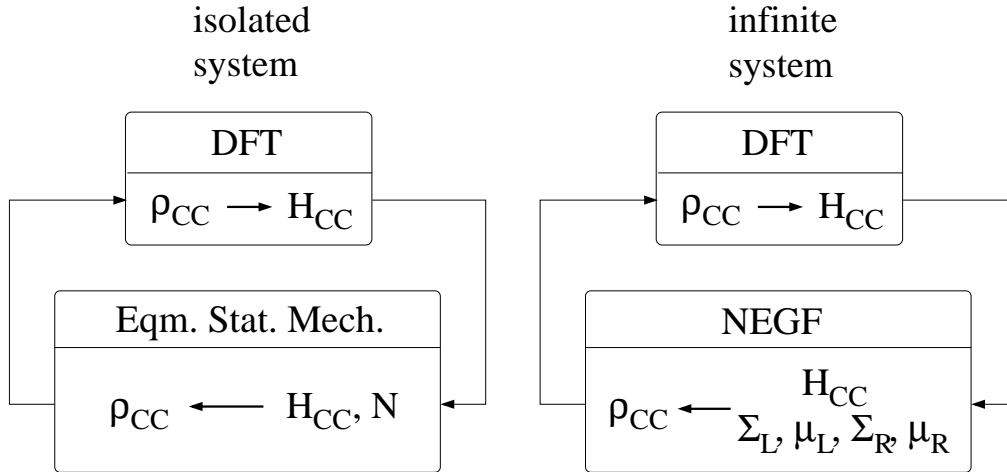 isolated
system
DFT
ρCC → HCC
Eqm. Stat. Mech.
ρCC ← HCC, N
infinite
system
DFT
ρCC → HCC
NEGF
HCC
ρCC ← ΣL, μL, ΣR, μR